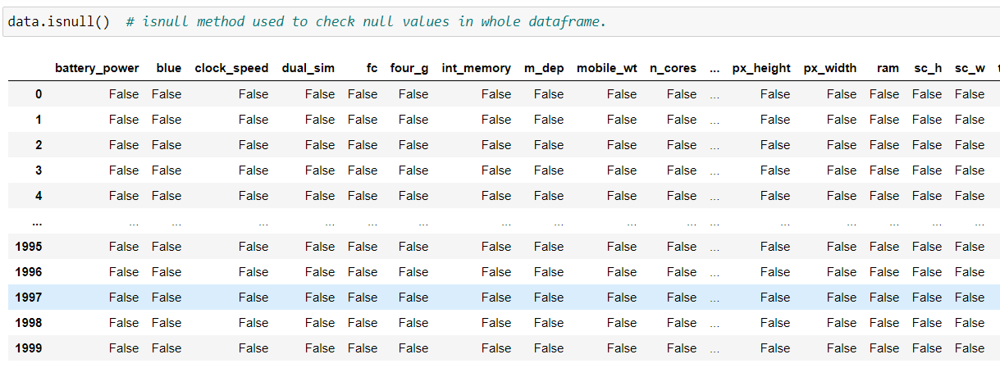 data.isnull()  # isnull method used to check null values in whole dataframe.
battery_power blue clock_speed dual_sim fc four_g int_memory m_dep mobile_wt n_cores ... px_height px_width ram sc_h sc_w
0 False False False False False False False False False False ... False False False False False
1 False False False False False False False False False False ... False False False False False
2 False False False False False False False False False False ... False False False False False
3 False False False False False False False False False False ... False False False False False
4 False False False False False False False False False False ... False False False False False
... ... ... ... ... ... ... ... ... ... ... ... ... ... ... ... ...
1995 False False False False False False False False False False ... False False False False False
1996 False False False False False False False False False False ... False False False False False
1997 False False False False False False False False False False ... False False False False False
1998 False False False False False False False False False False ... False False False False False
1999 False False False False False False False False False False ... False False False False False